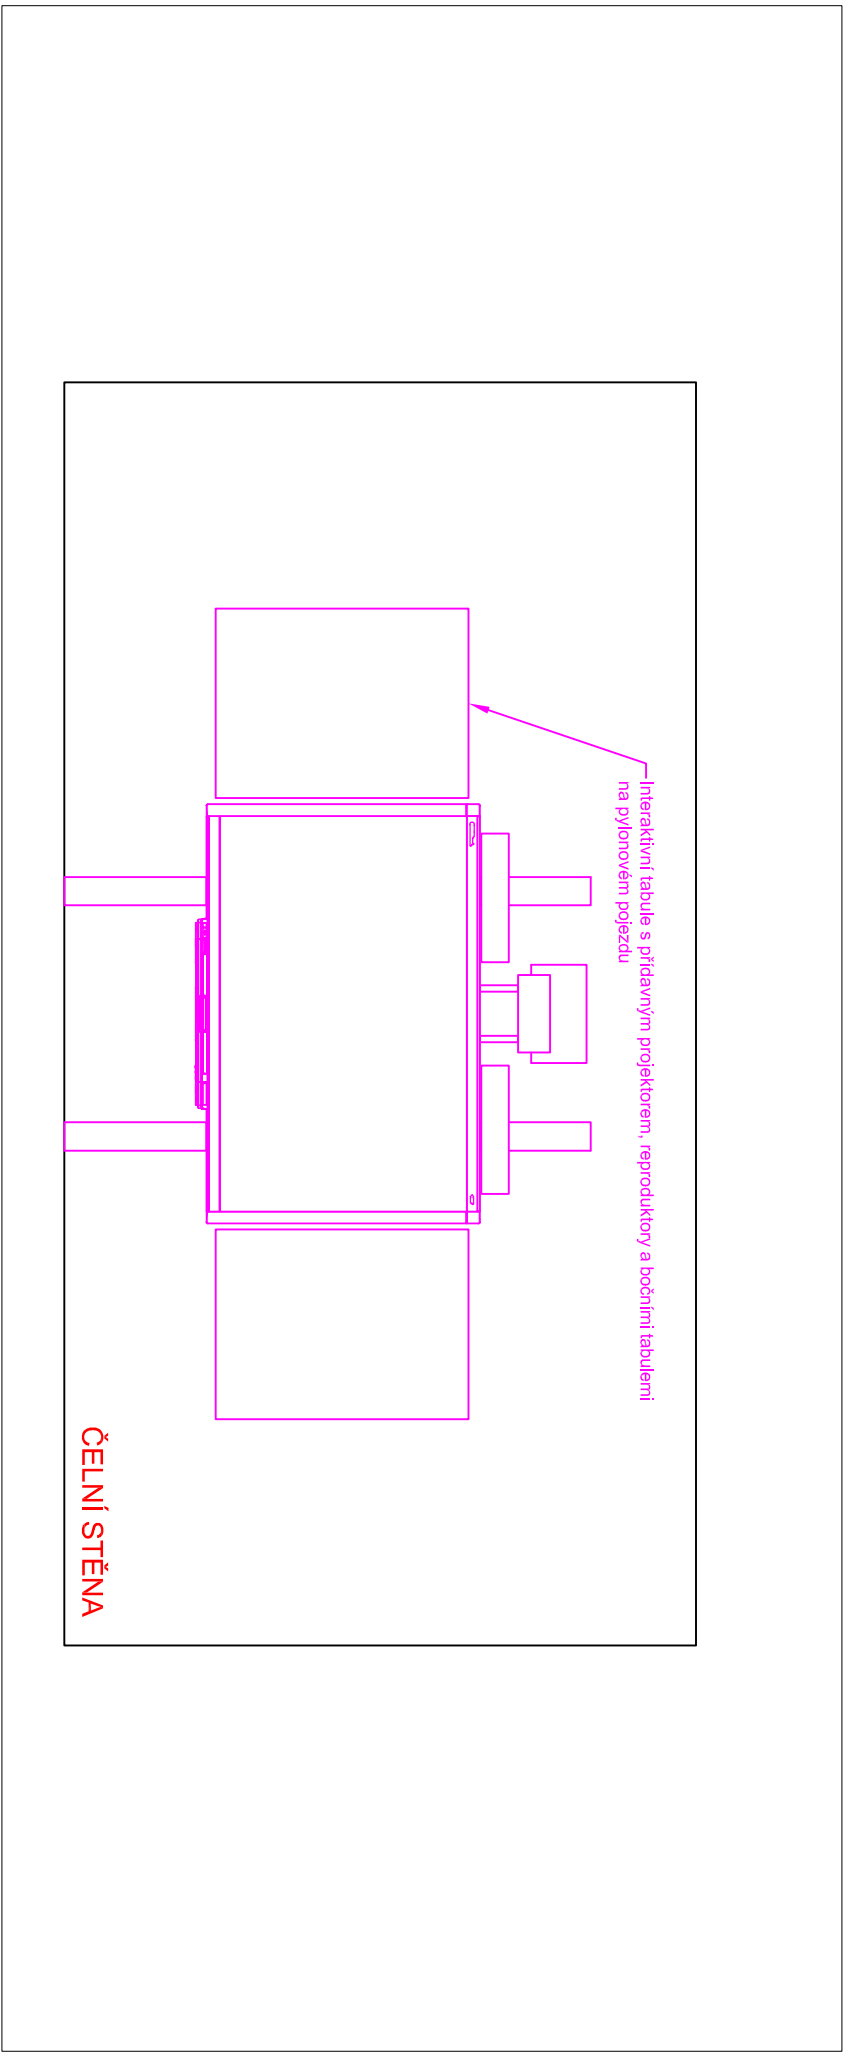 Interaktivní tabule s přídavným projektorem, reproduktory a bočními tabulemi
na pylonovém pojezdu
ČELNÍ STĚNA